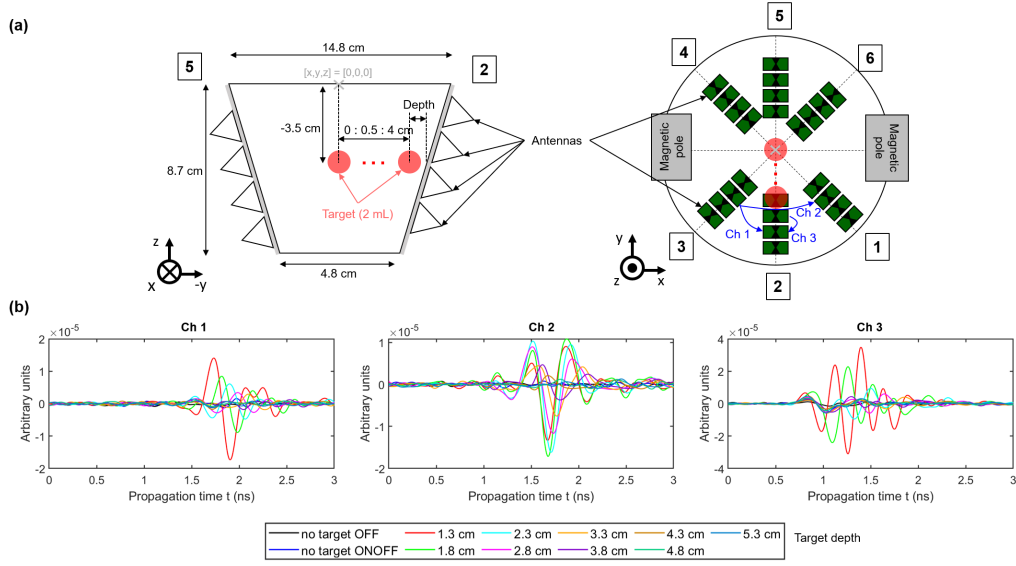 (a)
14.8 cm
5
2
[x,y,z] = [0,0,0]
Depth
-3.5 cm
0 : 0.5 : 4 cm
8.7 cm
Target (2 mL)
4.8 cm
z
x
-y
Antennas
5
4
6
Magnetic pole
Magnetic pole
Ch 1
Ch 2
Ch 3
3
1
2
y
z
x
(b)
Ch 1
×10⁻⁵
2
1
0
-1
-2
Arbitrary units
0 0.5 1 1.5 2 2.5 3
Propagation time t (ns)
Ch 2
×10⁻⁵
1
0
-1
-2
Arbitrary units
0 0.5 1 1.5 2 2.5 3
Propagation time t (ns)
Ch 3
×10⁻⁵
4
2
0
-2
-4
Arbitrary units
0 0.5 1 1.5 2 2.5 3
Propagation time t (ns)
no target OFF 1.3 cm 2.3 cm 3.3 cm 4.3 cm 5.3 cm
no target ONOFF 1.8 cm 2.8 cm 3.8 cm 4.8 cm
Target depth